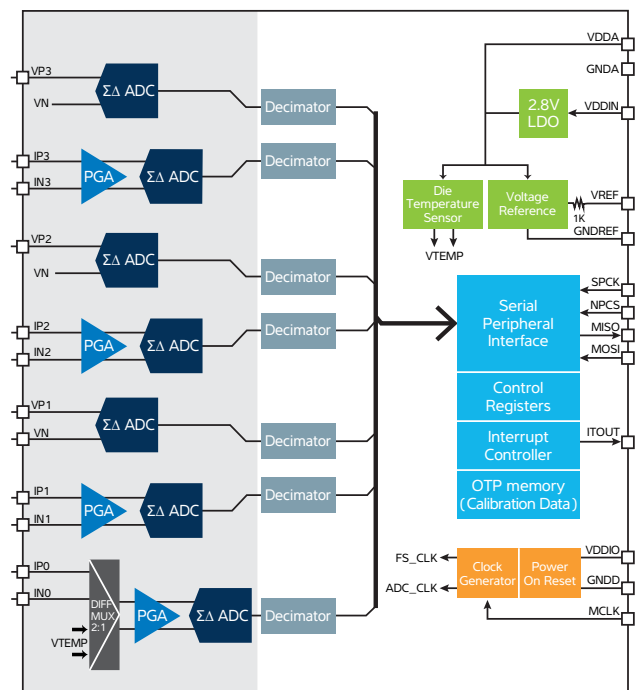 VP3
VN
ΣΔ ADC
Decimator
IP3
IN3
PGA
ΣΔ ADC
Decimator
VP2
VN
ΣΔ ADC
Decimator
IP2
IN2
PGA
ΣΔ ADC
Decimator
VP1
VN
ΣΔ ADC
Decimator
IP1
IN1
PGA
ΣΔ ADC
Decimator
IP0
IN0
VTEMP
DIFF
MUX
2:1
PGA
ΣΔ ADC
Decimator
VDDA
GNDA
2.8V
LDO
VDDIN
Die
Temperature
Sensor
VTEMP
Voltage
Reference
1K
VREF
GNDREF
Serial
Peripheral
Interface
SPCK
NPCS
MISO
MOSI
Control
Registers
Interrupt
Controller
ITOUT
OTP memory
(Calibration Data)
FS_CLK
ADC_CLK
Clock
Generator
Power
On Reset
VDDIO
GNDD
MCLK